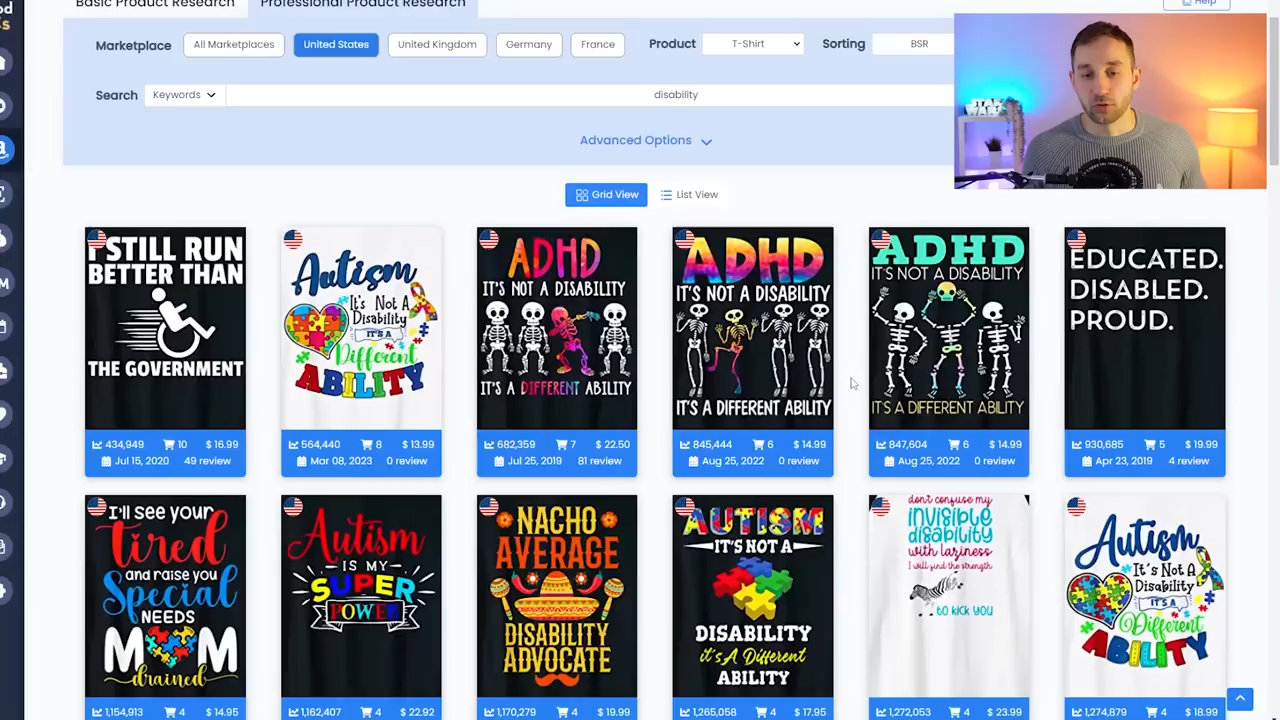 Basic Product Research
Professional Product Research
Help
Marketplace
All Marketplaces
United States
United Kingdom
Germany
France
Product
T-Shirt
Sorting
BSR
Search
Keywords
disability
Advanced Options
Grid View
List View
I STILL RUN
BETTER THAN
THE GOVERNMENT
434,949
10
$ 16.99
Jul 15, 2020
49 review
Autism
It's Not A
Disability
IT'S A
Different
ABILITY
564,440
8
$ 13.99
Mar 08, 2023
0 review
ADHD
IT'S NOT A DISABILITY
IT'S A DIFFERENT ABILITY
682,359
7
$ 22.50
Jul 25, 2019
81 review
ADHD
IT'S NOT A DISABILITY
IT'S A DIFFERENT ABILITY
845,444
6
$ 14.99
Aug 25, 2022
0 review
ADHD
IT'S NOT A DISABILITY
IT'S A DIFFERENT ABILITY
847,604
6
$ 14.99
Aug 25, 2022
0 review
EDUCATED.
DISABLED.
PROUD.
930,685
5
$ 19.99
Apr 23, 2019
4 review
I'll see your
Tired
and raise you
Special
NEEDS
MOM
drained
1,154,913
4
$ 14.95
Autism
IS MY
SUPER
POWER
1,162,407
4
$ 22.92
NACHO
AVERAGE
DISABILITY
ADVOCATE
1,170,279
4
$ 19.99
AUTISM
IT'S NOT A
DISABILITY
it's A Different
ABILITY
1,265,058
4
$ 17.95
don't confuse my
invisible
disability
with laziness
I will find the strength
to kick you
1,272,053
4
$ 23.99
Autism
It's Not A
Disability
IT'S A
Different
ABILITY
1,274,879
4
$ 18.99